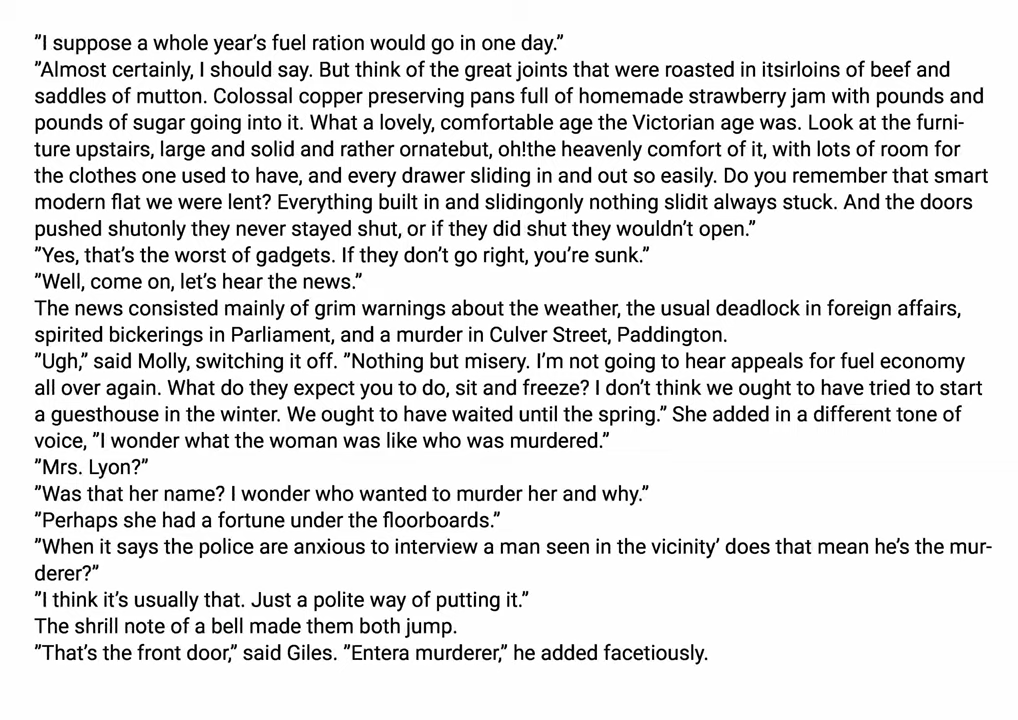 ”I suppose a whole year’s fuel ration would go in one day.”
”Almost certainly, I should say. But think of the great joints that were roasted in itsirloins of beef and
saddles of mutton. Colossal copper preserving pans full of homemade strawberry jam with pounds and
pounds of sugar going into it. What a lovely, comfortable age the Victorian age was. Look at the furni-
ture upstairs, large and solid and rather ornatebut, oh!the heavenly comfort of it, with lots of room for
the clothes one used to have, and every drawer sliding in and out so easily. Do you remember that smart
modern flat we were lent? Everything built in and slidingonly nothing slidit always stuck. And the doors
pushed shutonly they never stayed shut, or if they did shut they wouldn’t open.”
”Yes, that’s the worst of gadgets. If they don’t go right, you’re sunk.”
”Well, come on, let’s hear the news.”
The news consisted mainly of grim warnings about the weather, the usual deadlock in foreign affairs,
spirited bickerings in Parliament, and a murder in Culver Street, Paddington.
”Ugh,” said Molly, switching it off. ”Nothing but misery. I’m not going to hear appeals for fuel economy
all over again. What do they expect you to do, sit and freeze? I don’t think we ought to have tried to start
a guesthouse in the winter. We ought to have waited until the spring.” She added in a different tone of
voice, ”I wonder what the woman was like who was murdered.”
”Mrs. Lyon?”
”Was that her name? I wonder who wanted to murder her and why.”
”Perhaps she had a fortune under the floorboards.”
”When it says the police are anxious to interview a man seen in the vicinity’ does that mean he’s the mur-
derer?”
”I think it’s usually that. Just a polite way of putting it.”
The shrill note of a bell made them both jump.
”That’s the front door,” said Giles. ”Entera murderer,” he added facetiously.